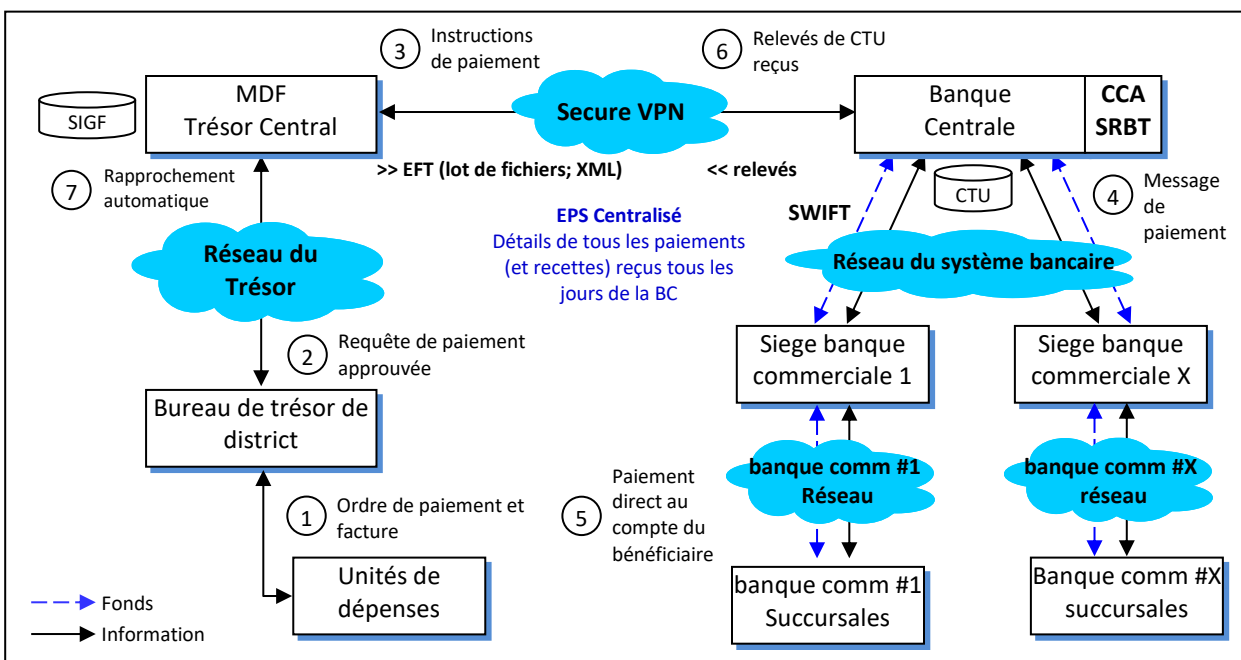 3
Instructions
de paiement
6
Relevés de CTU
reçus
SIGF
MDF
Trésor Central
Secure VPN
Banque
Centrale
CCA
SRBT
>> EFT (lot de fichiers; XML)
<< relevés
7
Rapprochement
automatique
EPS Centralisé
Détails de tous les paiements
(et recettes) reçus tous les
jours de la BC
SWIFT
CTU
4
Message
de
paiement
Réseau du
Trésor
Réseau du système bancaire
2
Requête de paiement
approuvée
Siege banque
commerciale 1
Siege banque
commerciale X
Bureau de trésor de
district
banque comm #1
Réseau
banque comm #X
réseau
1
Ordre de paiement et
facture
5
Paiement
direct au
compte du
bénéficiaire
Unités de
dépenses
banque comm #1
Succursales
Banque comm #X
succursales
Fonds
Information